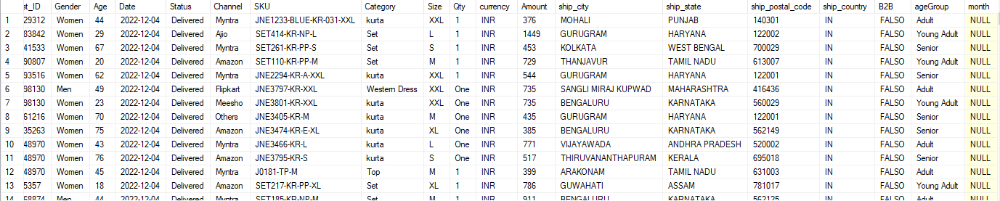 st_ID Gender Age Date Status Channel SKU Category Size Qty currency Amount ship_city ship_state ship_postal_code ship_country B2B ageGroup month
1 29312 Women 44 2022-12-04 Delivered Myntra JNE1233-BLUE-KR-031-XXL kurta XXL 1 INR 376 MOHALI PUNJAB 140301 IN FALSO Adult NULL
2 83842 Women 29 2022-12-04 Delivered Ajio SET414-KR-NP-L Set L 1 INR 1449 GURUGRAM HARYANA 122002 IN FALSO Young Adult NULL
3 41533 Women 67 2022-12-04 Delivered Myntra SET261-KR-PP-S Set S 1 INR 453 KOLKATA WEST BENGAL 700029 IN FALSO Senior NULL
4 90807 Women 20 2022-12-04 Delivered Amazon SET110-KR-PP-M Set M 1 INR 729 THANJAVUR TAMIL NADU 613007 IN FALSO Young Adult NULL
5 93516 Women 62 2022-12-04 Delivered Myntra JNE2294-KR-A-XXL kurta XXL 1 INR 544 GURUGRAM HARYANA 122001 IN FALSO Senior NULL
6 98130 Men 49 2022-12-04 Delivered Flipkart JNE3797-KR-XXL Western Dress XXL One INR 735 SANGLI MIRAJ KUPWAD MAHARASHTRA 416436 IN FALSO Adult NULL
7 98130 Women 23 2022-12-04 Delivered Meesho JNE3801-KR-XXL kurta XXL One INR 735 BENGALURU KARNATAKA 560029 IN FALSO Young Adult NULL
8 61216 Women 70 2022-12-04 Delivered Others JNE3405-KR-M kurta M One INR 435 GURUGRAM HARYANA 122001 IN FALSO Senior NULL
9 35263 Women 75 2022-12-04 Delivered Amazon JNE3474-KR-E-XL kurta XL One INR 385 BENGALURU KARNATAKA 562149 IN FALSO Senior NULL
10 48970 Women 43 2022-12-04 Delivered Myntra JNE3466-KR-L kurta L One INR 771 VIJAYAWADA ANDHRA PRADESH 520002 IN FALSO Adult NULL
11 48970 Women 76 2022-12-04 Delivered Amazon JNE3795-KR-S kurta S One INR 517 THIRUVANANTHAPURAM KERALA 695018 IN FALSO Senior NULL
12 48970 Women 45 2022-12-04 Delivered Myntra J0181-TP-M Top M 1 INR 399 ARAKONAM TAMIL NADU 631003 IN FALSO Adult NULL
13 5357 Women 18 2022-12-04 Delivered Amazon SET217-KR-PP-XL Set XL 1 INR 786 GUWAHATI ASSAM 781017 IN FALSO Young Adult NULL
14 68874 Men 44 2022-12-04 Delivered Myntra SET185-KR-NP-M Set M 1 INR 911 BENGALURU KARNATAKA 562125 IN FALSO Adult NULL